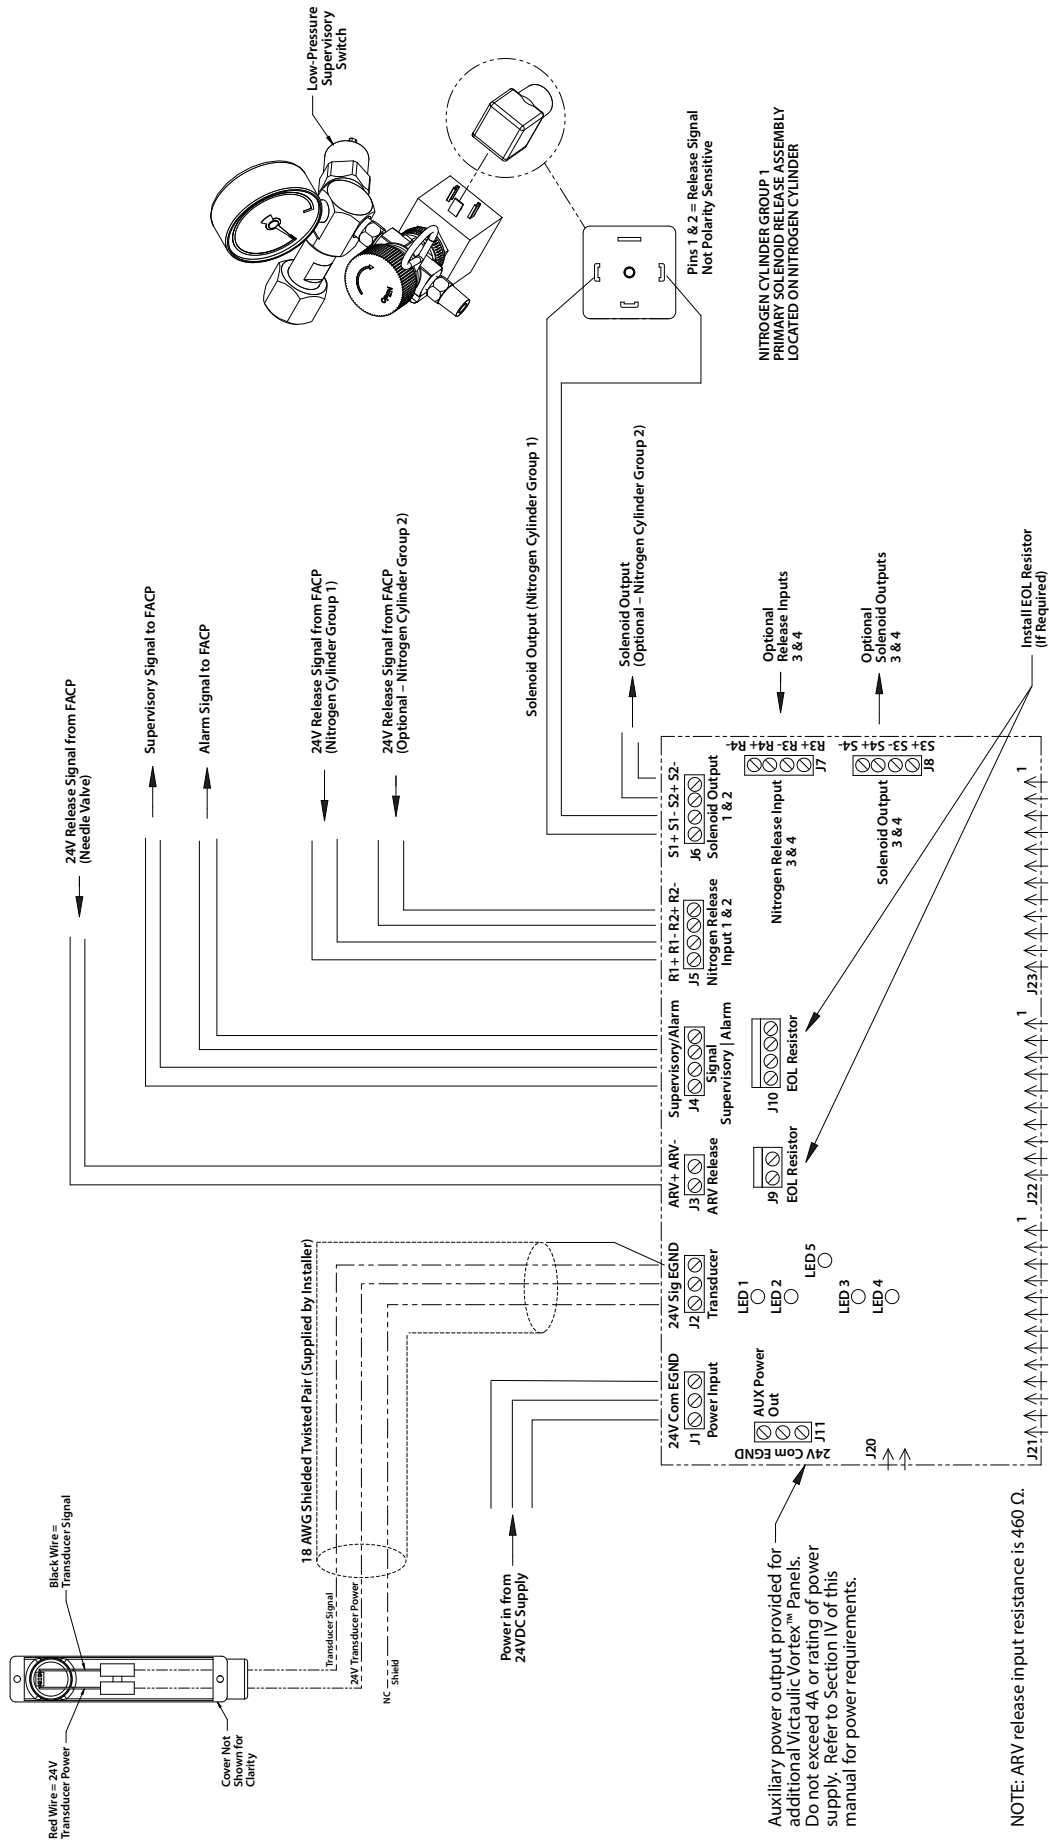 Red Wire = 24V
Transducer Power
Black Wire =
Transducer Signal
Cover Not
Shown for
Clarity
Transducer Signal
24V Transducer Power
NC
Shield
18 AWG Shielded Twisted Pair (Supplied by Installer)
Power in from
24VDC Supply
24V Release Signal from FACP
(Needle Valve)
Supervisory Signal to FACP
Alarm Signal to FACP
24V Release Signal from FACP
(Nitrogen Cylinder Group 1)
24V Release Signal from FACP
(Optional – Nitrogen Cylinder Group 2)
Low-Pressure
Supervisory
Switch
OPEN
Pins 1 & 2 = Release Signal
Not Polarity Sensitive
NITROGEN CYLINDER GROUP 1
PRIMARY SOLENOID RELEASE ASSEMBLY
LOCATED ON NITROGEN CYLINDER
Solenoid Output (Nitrogen Cylinder Group 1)
Solenoid Output
(Optional – Nitrogen Cylinder Group 2)
24V Com EGND
J1
Power Input
24V Sig EGND
J2
Transducer
ARV+ ARV-
J3
ARV Release
Supervisory/Alarm
J4
Signal
Supervisory | Alarm
R1+ R1- R2+ R2-
J5
Nitrogen Release
Input 1 & 2
S1+ S1- S2+ S2-
J6
Solenoid Output
1 & 2
AUX Power
Out
J11
24V Com EGND
LED 1
LED 2
LED 3
LED 4
LED 5
J9
EOL Resistor
J10
EOL Resistor
Nitrogen Release Input
3 & 4
J7
R3+ R3- R4+ R4-
Optional
Release Inputs
3 & 4
Solenoid Output
3 & 4
J8
S3+ S3- S4+ S4-
Optional
Solenoid Outputs
3 & 4
Install EOL Resistor
(If Required)
J20
J21
1
J22
1
J23
1
Auxiliary power output provided for
additional Victaulic Vortex™ Panels.
Do not exceed 4A or rating of power
supply. Refer to Section IV of this
manual for power requirements.
NOTE: ARV release input resistance is 460 Ω.